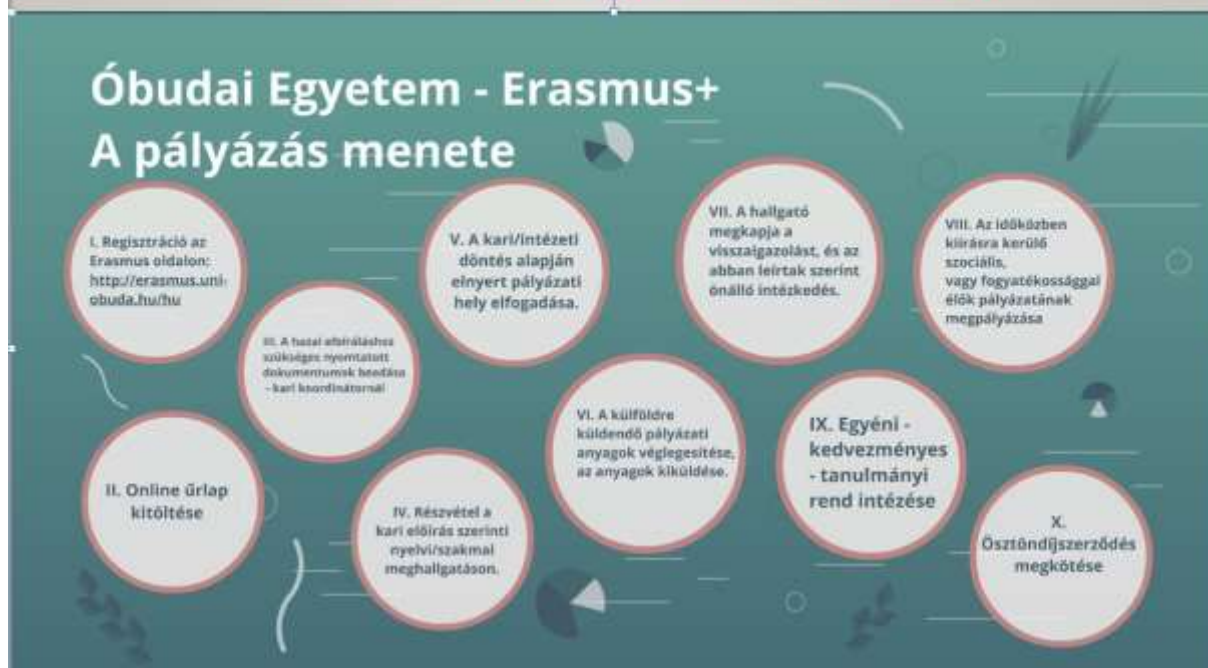 Óbudai Egyetem - Erasmus+
A pályázás menete
I. Regisztráció az
Erasmus oldalon:
http://erasmus.uni-
obuda.hu/hu
II. Online űrlap
kitöltése
III. A hazai elbíráláshoz
szükséges nyomtatott
dokumentumok beadása
- kari koordinátornál
IV. Részvétel a
kari előírás szerinti
nyelvi/szakmai
meghallgatáson.
V. A kari/intézeti
döntés alapján
elnyert pályázati
hely elfogadása.
VI. A külföldre
küldendő pályázati
anyagok véglegesítése,
az anyagok kiküldése.
VII. A hallgató
megkapja a
visszaigazolást, és az
abban leírtak szerint
önálló intézkedés.
VIII. Az időközben
kiírásra kerülő
szociális,
vagy fogyatékossággal
élők pályázatának
megpályázása
IX. Egyéni -
kedvezményes
- tanulmányi
rend intézése
X.
Ösztöndíjszerződés
megkötése